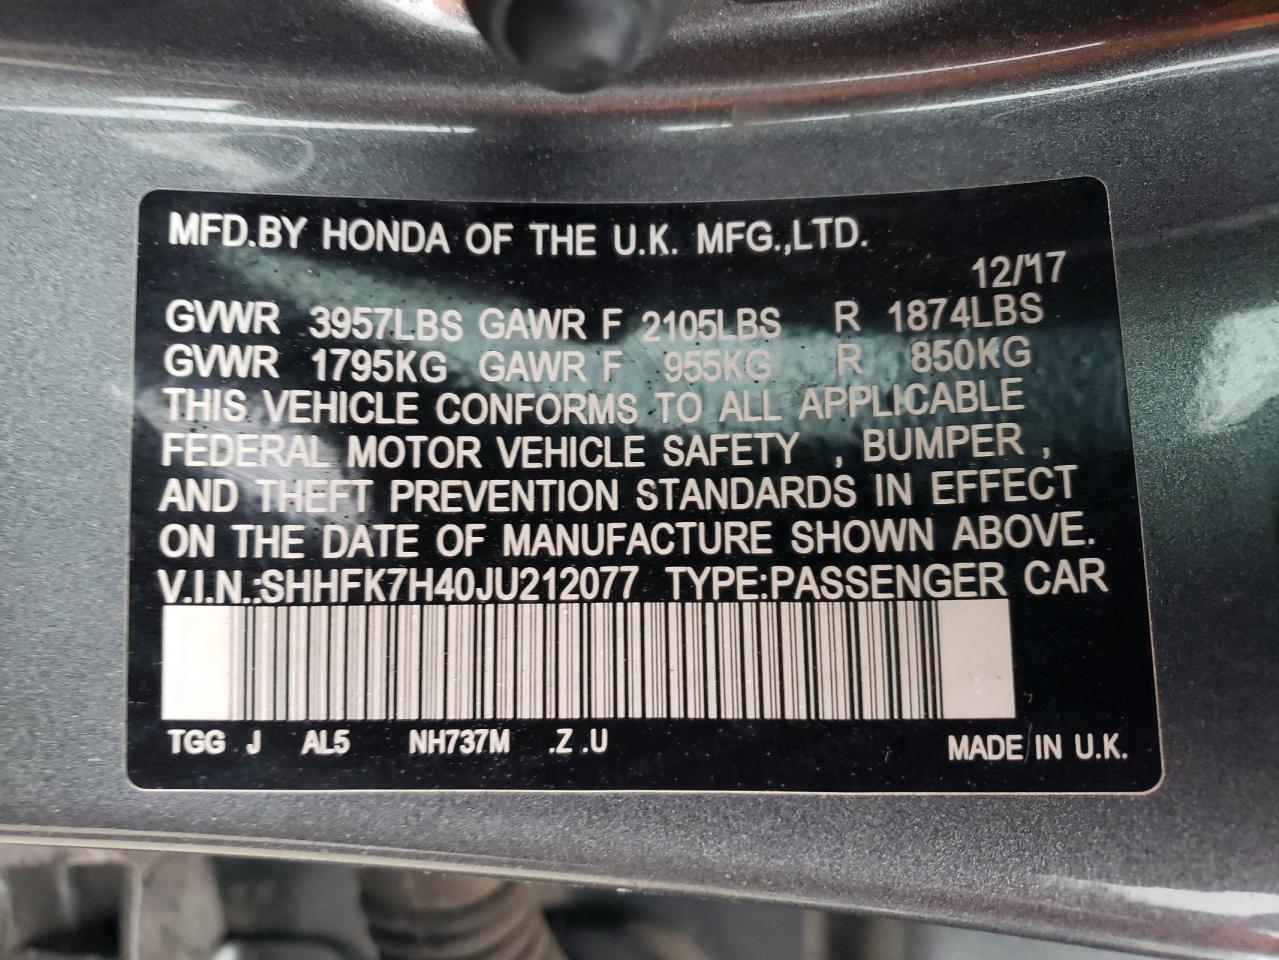 MFD.BY HONDA OF THE U.K. MFG.,LTD.
12/17
GVWR 3957LBS GAWR F 2105LBS R 1874LBS
GVWR 1795KG GAWR F 955KG R 850KG
THIS VEHICLE CONFORMS TO ALL APPLICABLE
FEDERAL MOTOR VEHICLE SAFETY , BUMPER ,
AND THEFT PREVENTION STANDARDS IN EFFECT
ON THE DATE OF MANUFACTURE SHOWN ABOVE.
V.I.N.:SHHFK7H40JU212077 TYPE:PASSENGER CAR
TGG J AL5 NH737M .Z .U MADE IN U.K.